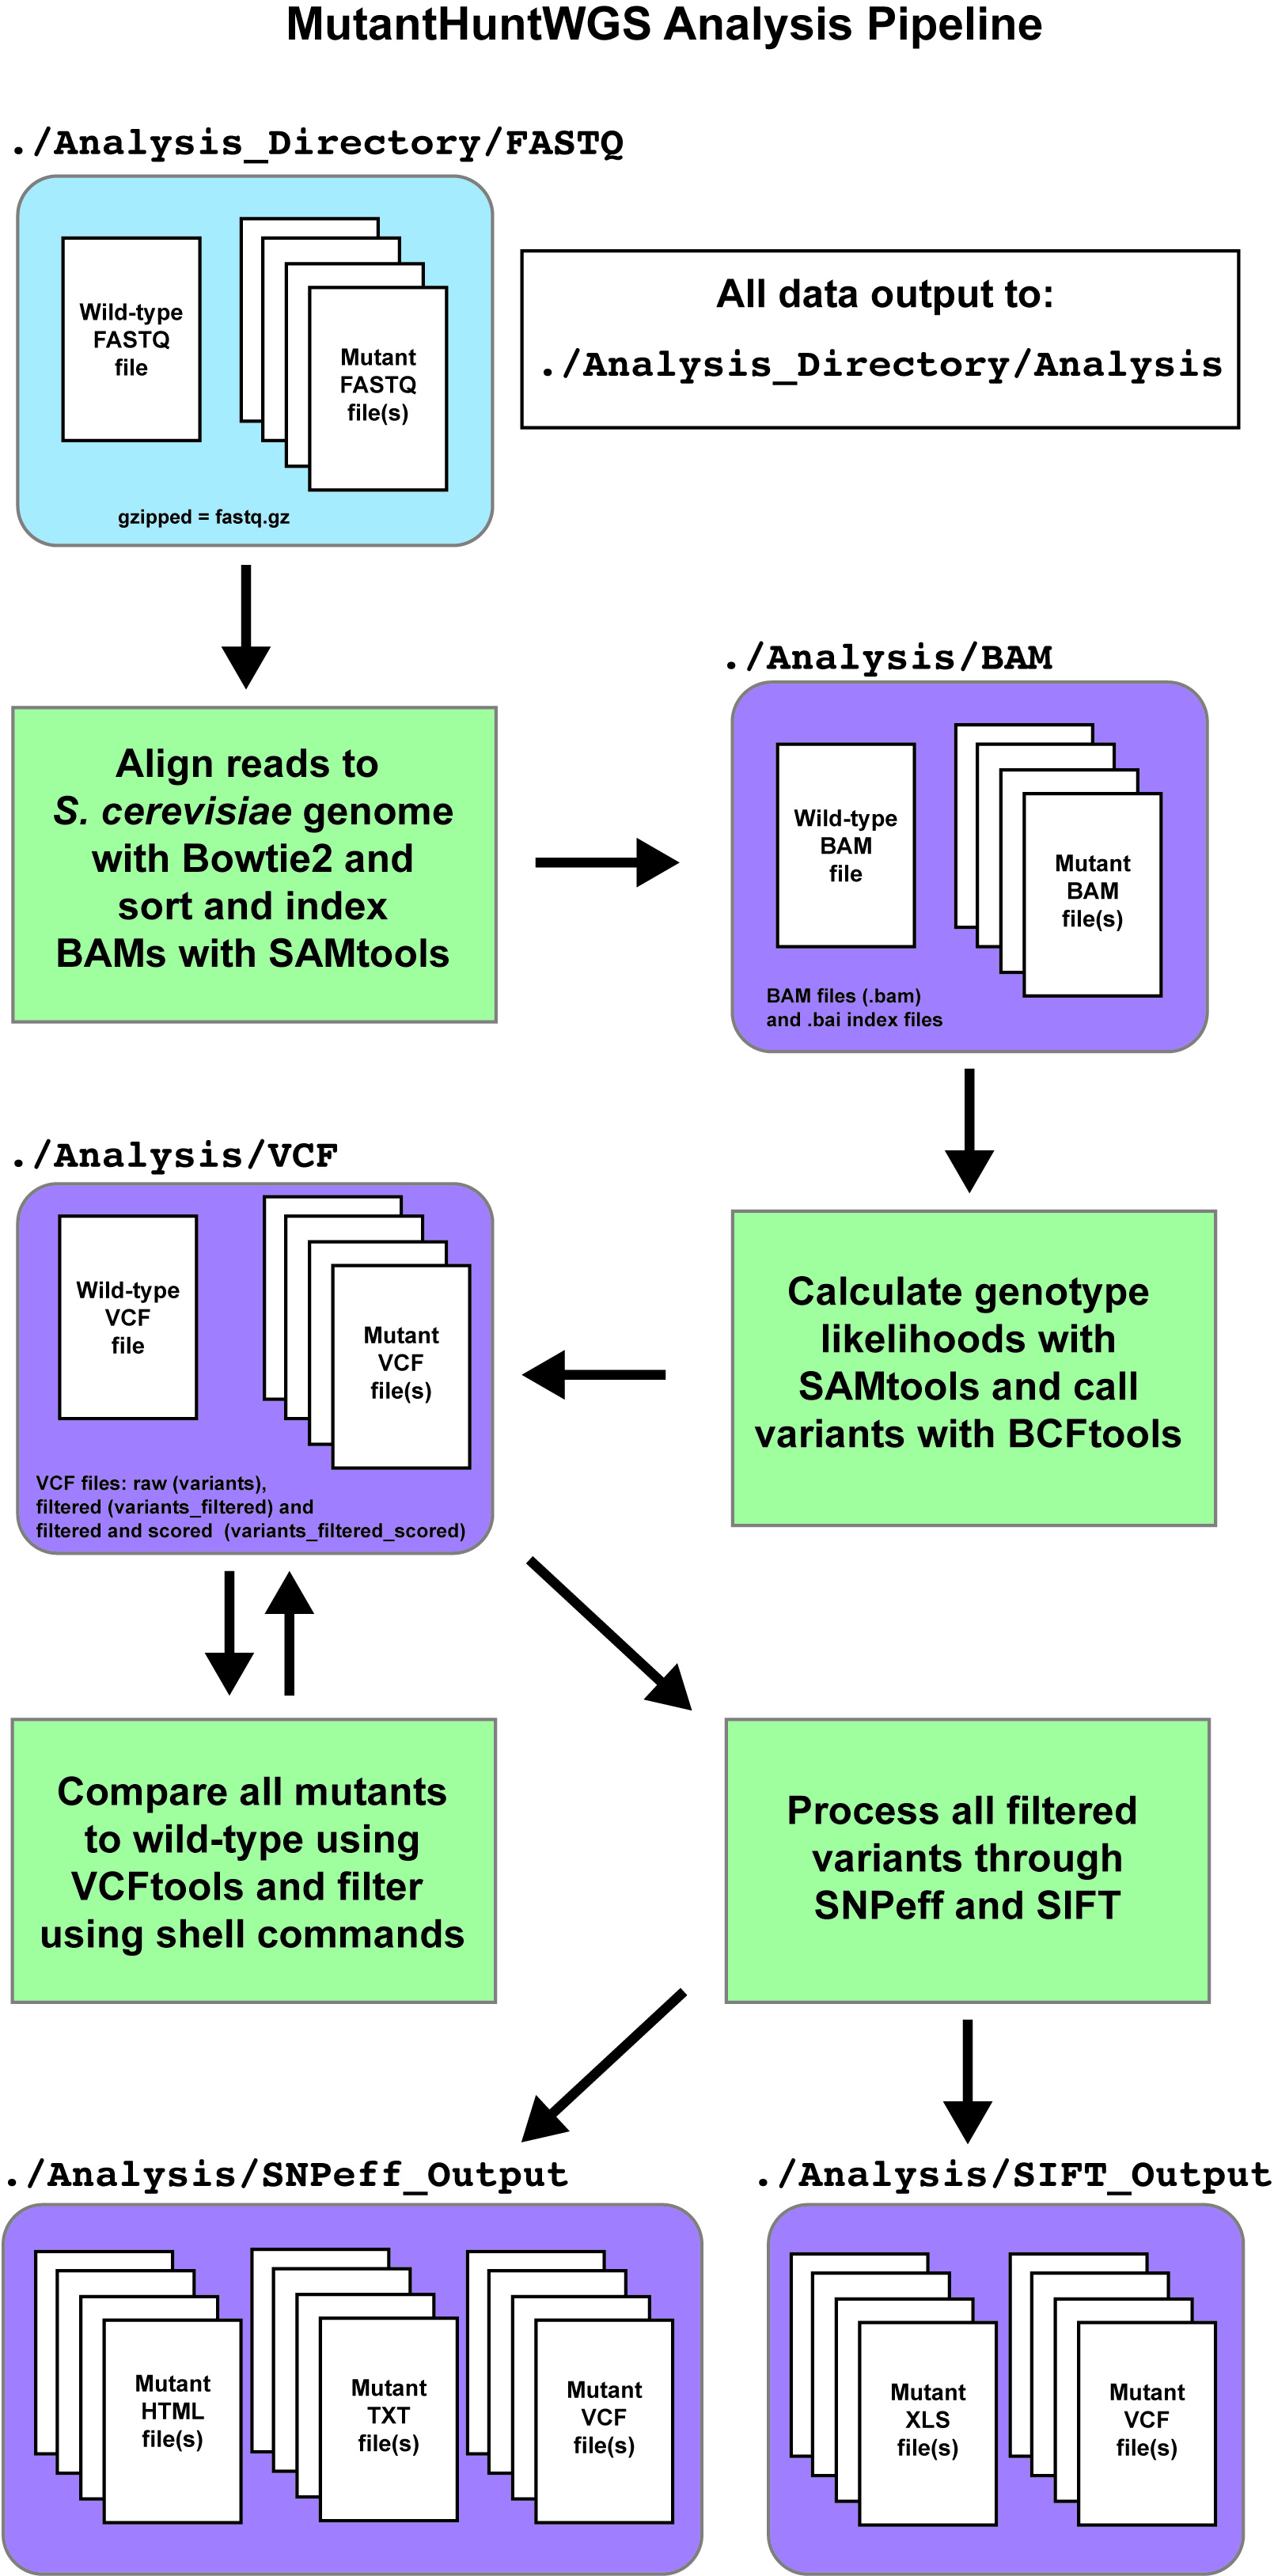 MutantHuntWGS Analysis Pipeline
./Analysis_Directory/FASTQ
Wild-type
FASTQ
file
Mutant
FASTQ
file(s)
gzipped = fastq.gz
All data output to:
./Analysis_Directory/Analysis
Align reads to
S. cerevisiae genome
with Bowtie2 and
sort and index
BAMs with SAMtools
./Analysis/BAM
Wild-type
BAM
file
Mutant
BAM
file(s)
BAM files (.bam)
and .bai index files
Calculate genotype
likelihoods with
SAMtools and call
variants with BCFtools
./Analysis/VCF
Wild-type
VCF
file
Mutant
VCF
file(s)
VCF files: raw (variants),
filtered (variants_filtered) and
filtered and scored (variants_filtered_scored)
Compare all mutants
to wild-type using
VCFtools and filter
using shell commands
Process all filtered
variants through
SNPeff and SIFT
./Analysis/SNPeff_Output
Mutant
HTML
file(s)
Mutant
TXT
file(s)
Mutant
VCF
file(s)
./Analysis/SIFT_Output
Mutant
XLS
file(s)
Mutant
VCF
file(s)